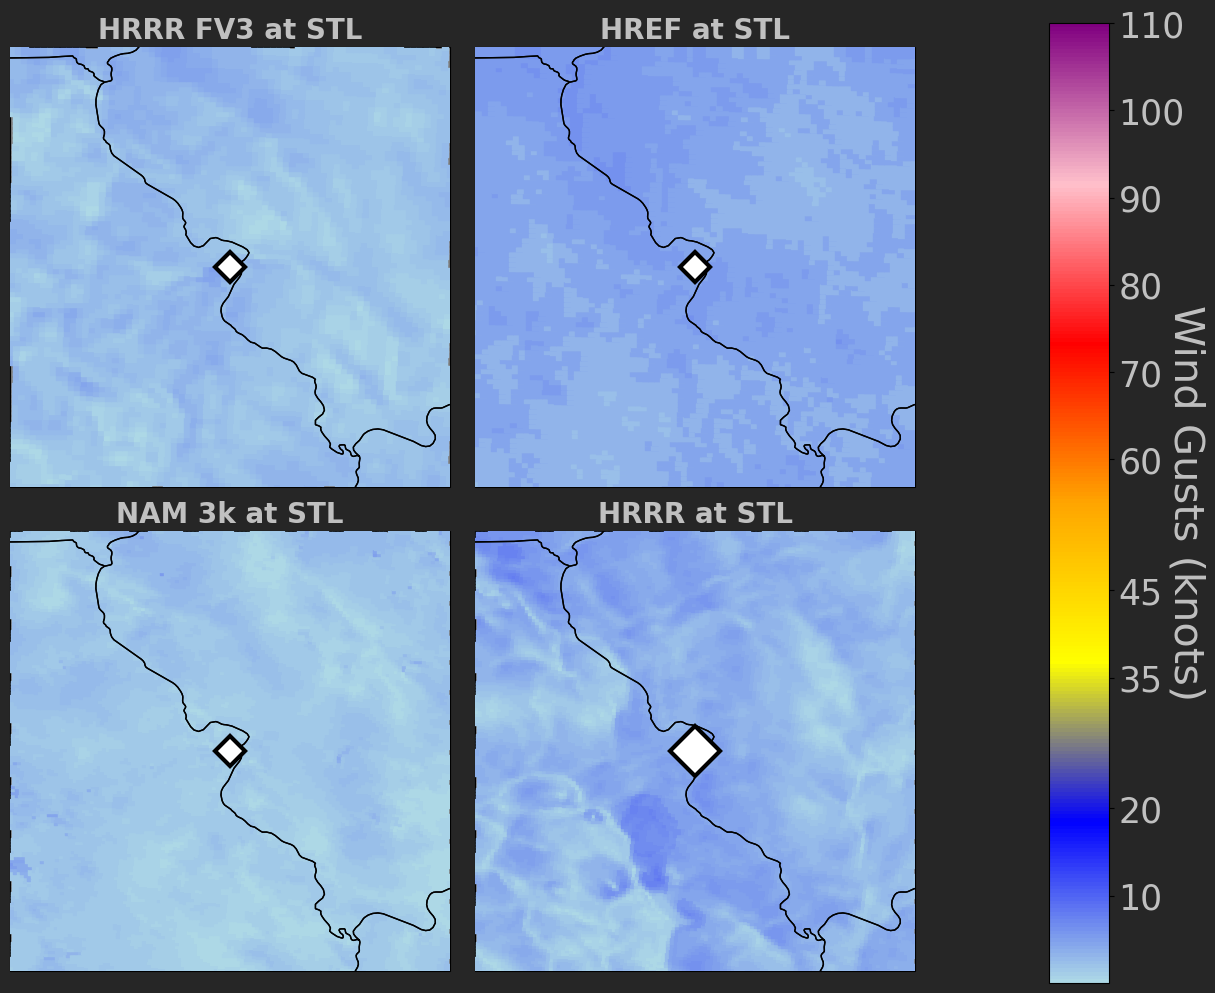 HRRR FV3 at STL
HREF at STL
NAM 3k at STL
HRRR at STL
110
100
90
80
70
60
45
35
20
10
Wind Gusts (knots)